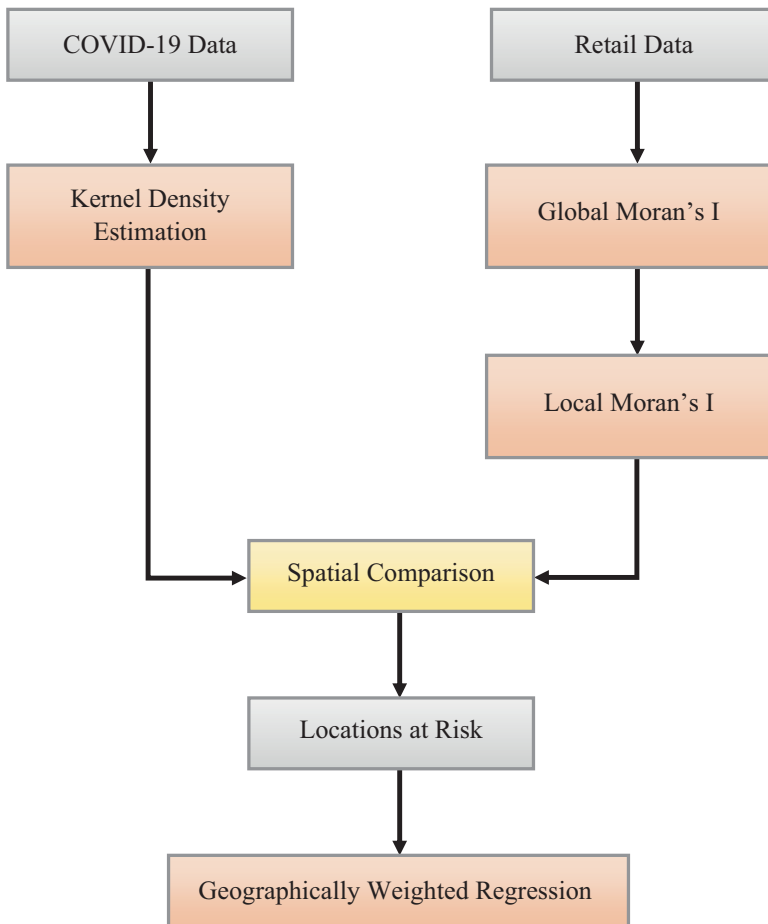 COVID-19 Data
Retail Data
Kernel Density
Estimation
Global Moran’s I
Local Moran’s I
Spatial Comparison
Locations at Risk
Geographically Weighted Regression